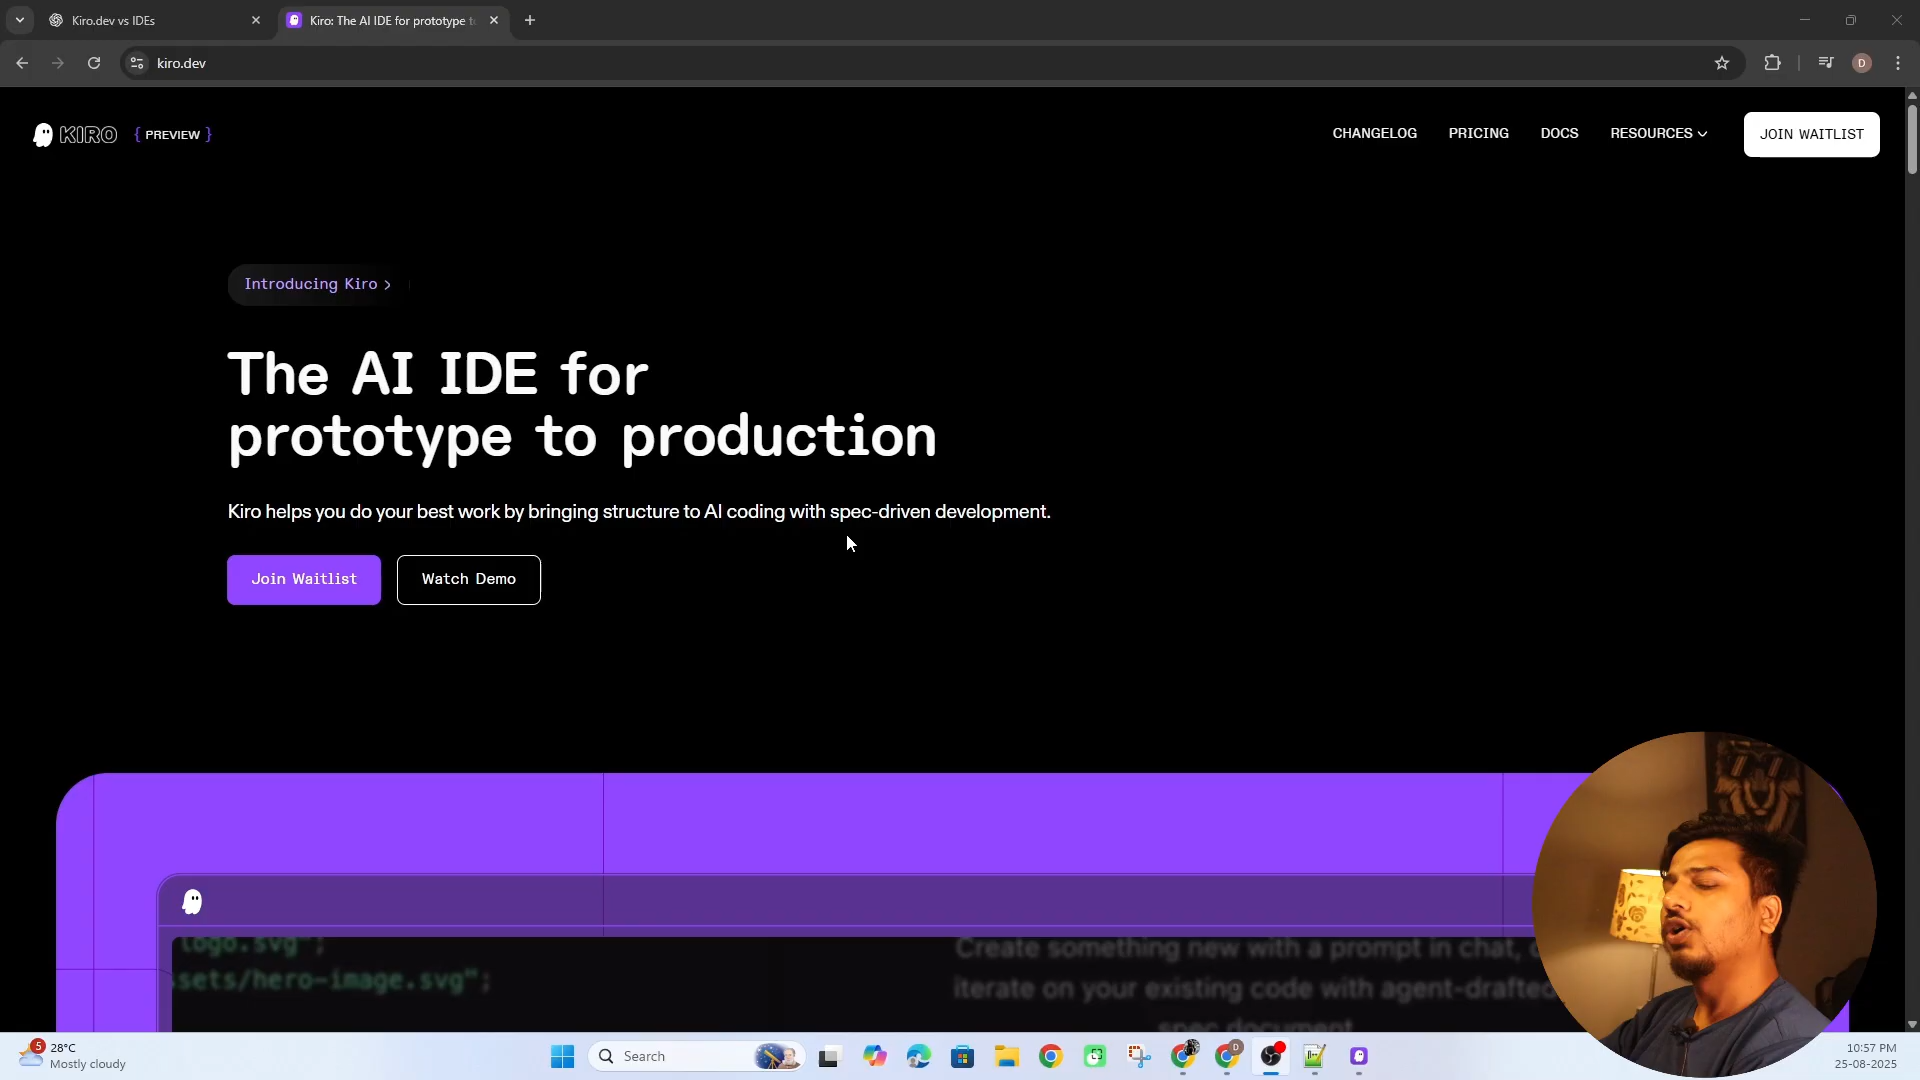 Kiro.dev vs IDEs
Kiro: The AI IDE for prototype t
kiro.dev
D
KIRO { PREVIEW }
CHANGELOG PRICING DOCS RESOURCES JOIN WAITLIST
Introducing Kiro >
The AI IDE for
prototype to production
Kiro helps you do your best work by bringing structure to AI coding with spec-driven development.
Join Waitlist Watch Demo
logo.svg";
ssets/hero-image.svg";
Create something new with a prompt in chat,
iterate on your existing code with agent-drafted
spec document
5
28°C
Mostly cloudy
Search
D
10:57 PM
25-08-2025